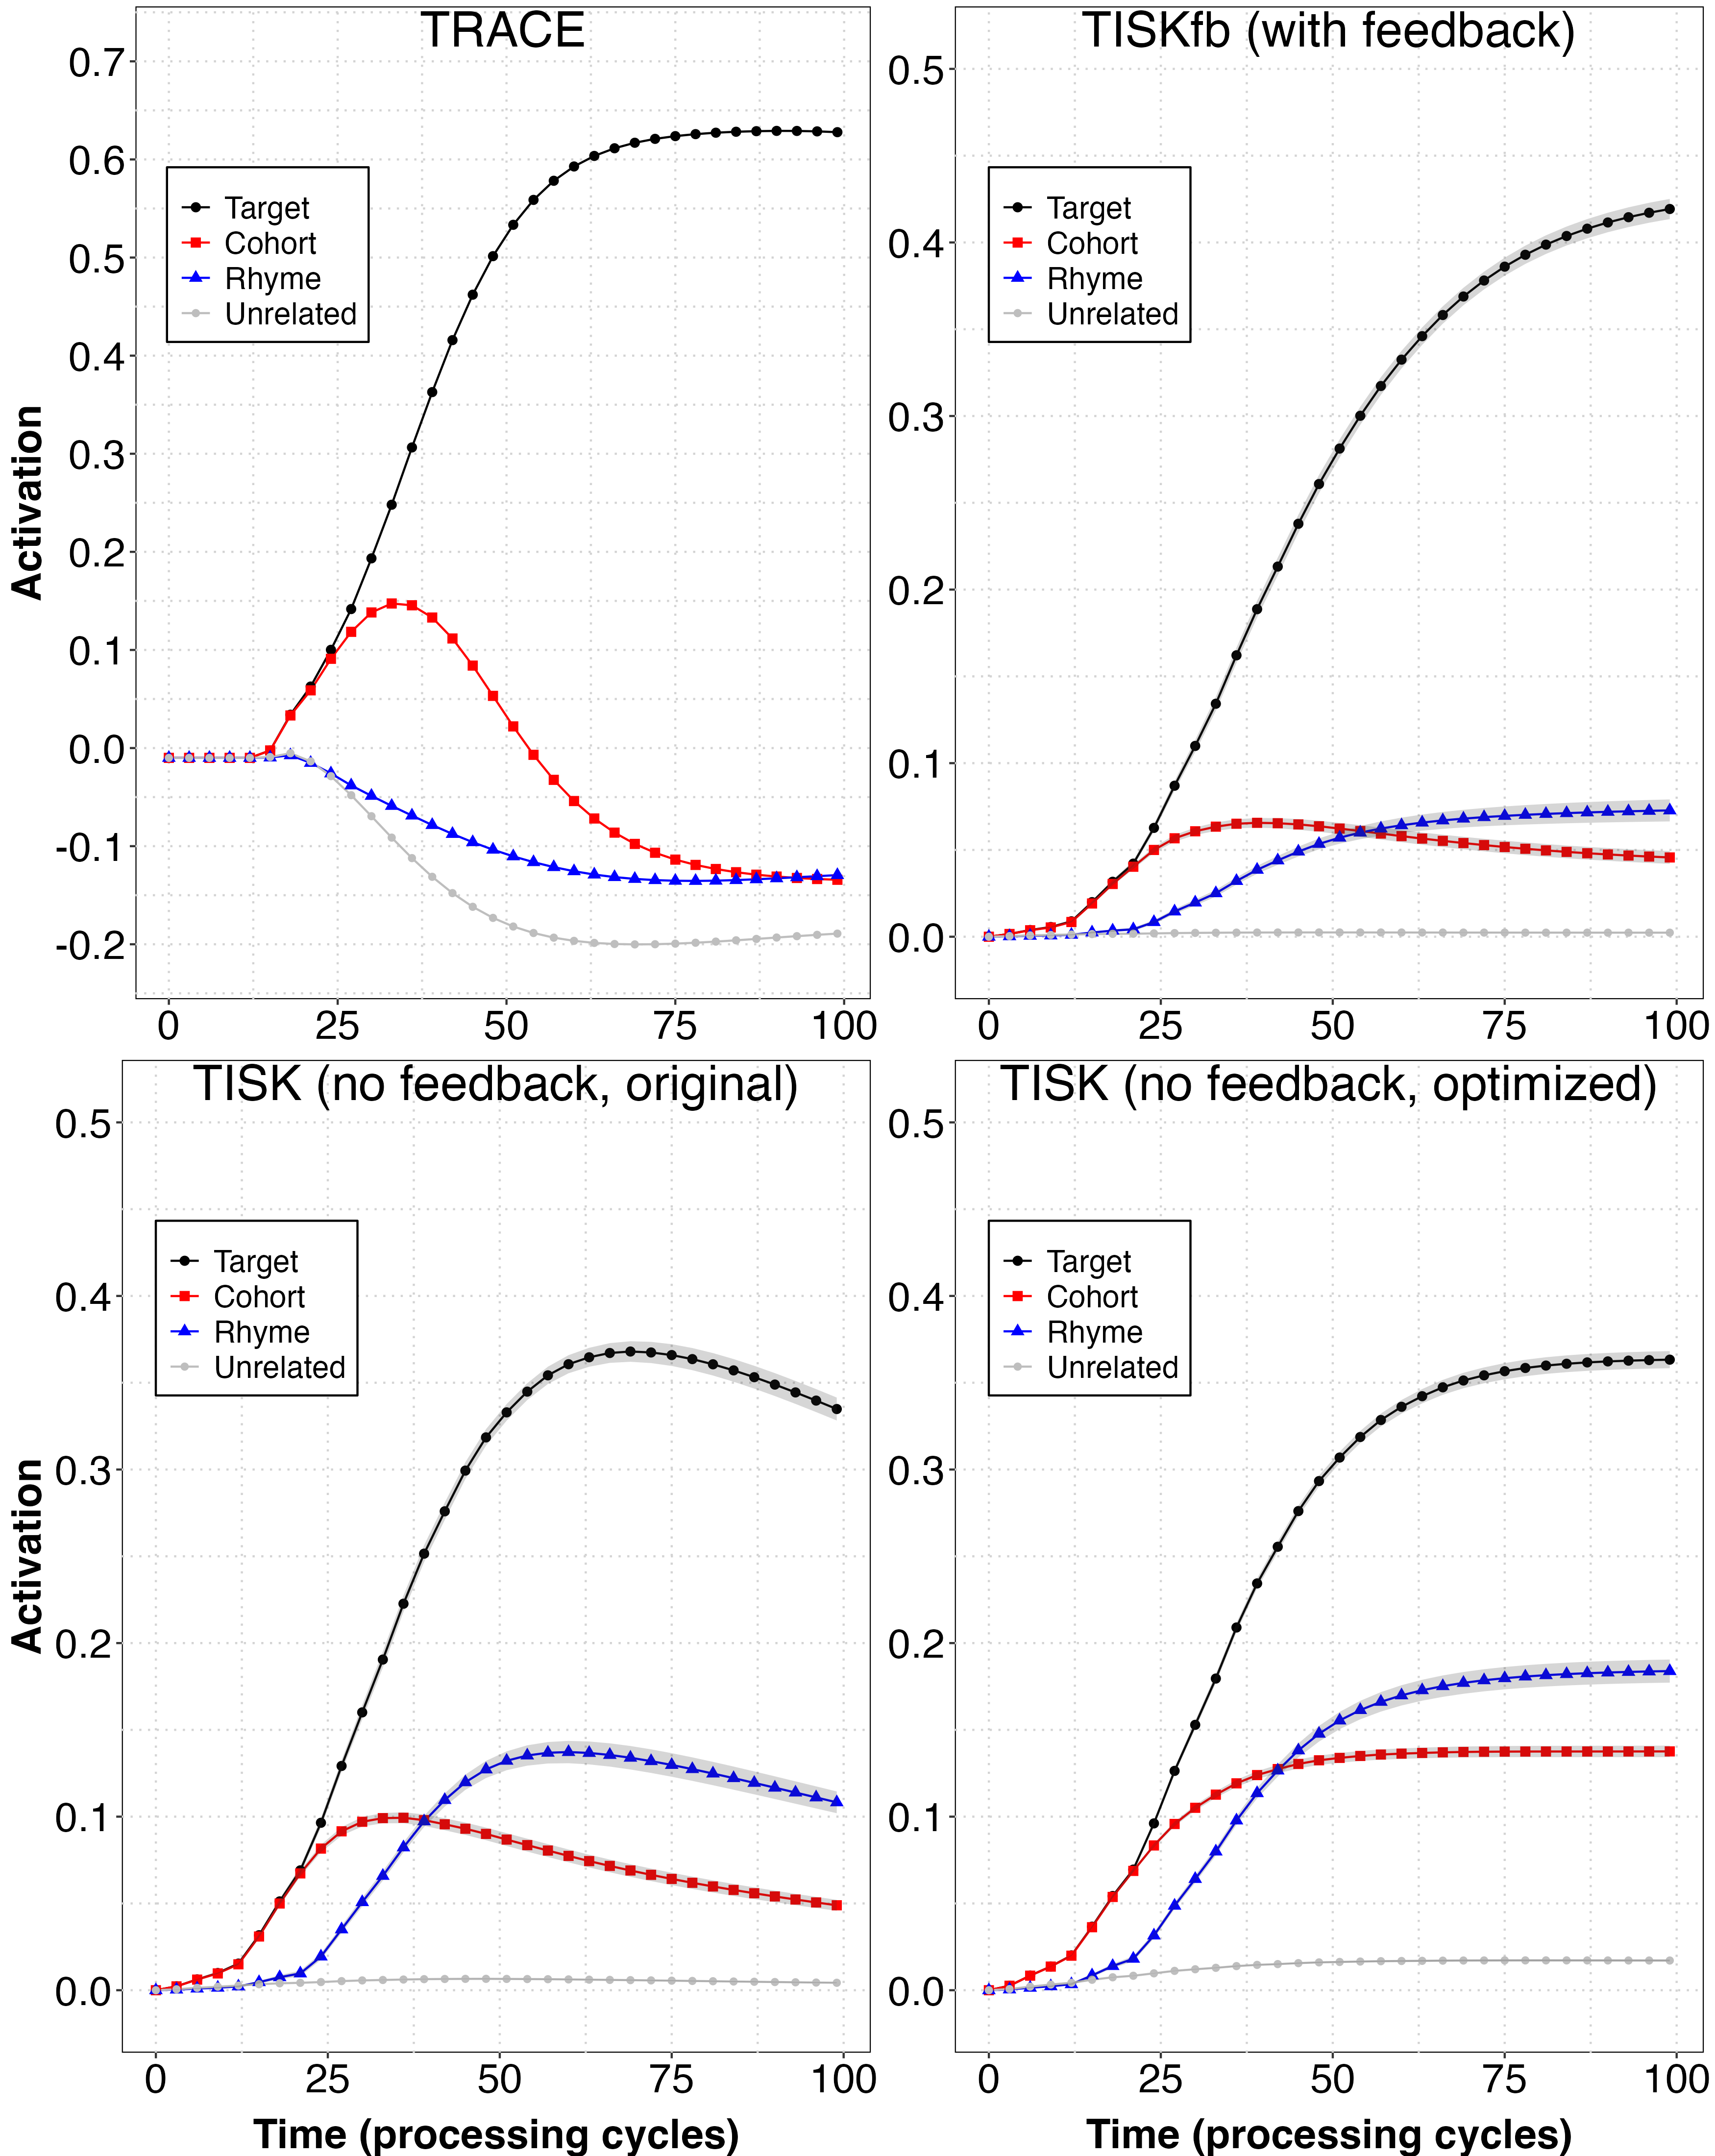 TRACE
0.7
0.6
0.5
0.4
0.3
0.2
0.1
0.0
-0.1
-0.2
Activation
Target
Cohort
Rhyme
Unrelated
0 25 50 75 100
TISKfb (with feedback)
0.5
0.4
0.3
0.2
0.1
0.0
Target
Cohort
Rhyme
Unrelated
0 25 50 75 100
TISK (no feedback, original)
0.5
0.4
0.3
0.2
0.1
0.0
Activation
Target
Cohort
Rhyme
Unrelated
0 25 50 75 100
Time (processing cycles)
TISK (no feedback, optimized)
0.5
0.4
0.3
0.2
0.1
0.0
Target
Cohort
Rhyme
Unrelated
0 25 50 75 100
Time (processing cycles)